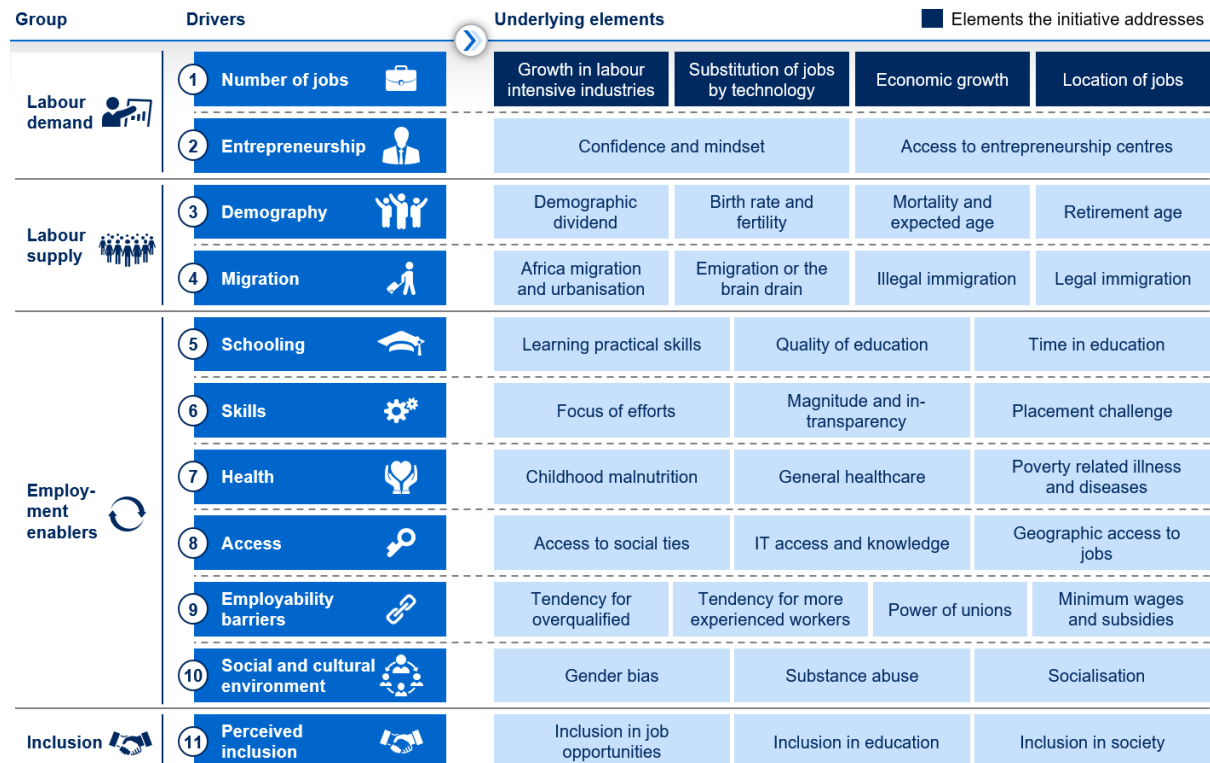 Group
Drivers
Underlying elements
Elements the initiative addresses
Labour
demand
1
Number of jobs
Growth in labour
intensive industries
Substitution of jobs
by technology
Economic growth
Location of jobs
2
Entrepreneurship
Confidence and mindset
Access to entrepreneurship centres
Labour
supply
3
Demography
Demographic
dividend
Birth rate and
fertility
Mortality and
expected age
Retirement age
4
Migration
Africa migration
and urbanisation
Emigration or the
brain drain
Illegal immigration
Legal immigration
Employ-
ment
enablers
5
Schooling
Learning practical skills
Quality of education
Time in education
6
Skills
Focus of efforts
Magnitude and in-
transparency
Placement challenge
7
Health
Childhood malnutrition
General healthcare
Poverty related illness
and diseases
8
Access
Access to social ties
IT access and knowledge
Geographic access to
jobs
9
Employability
barriers
Tendency for
overqualified
Tendency for more
experienced workers
Power of unions
Minimum wages
and subsidies
10
Social and cultural
environment
Gender bias
Substance abuse
Socialisation
Inclusion
11
Perceived
inclusion
Inclusion in job
opportunities
Inclusion in education
Inclusion in society